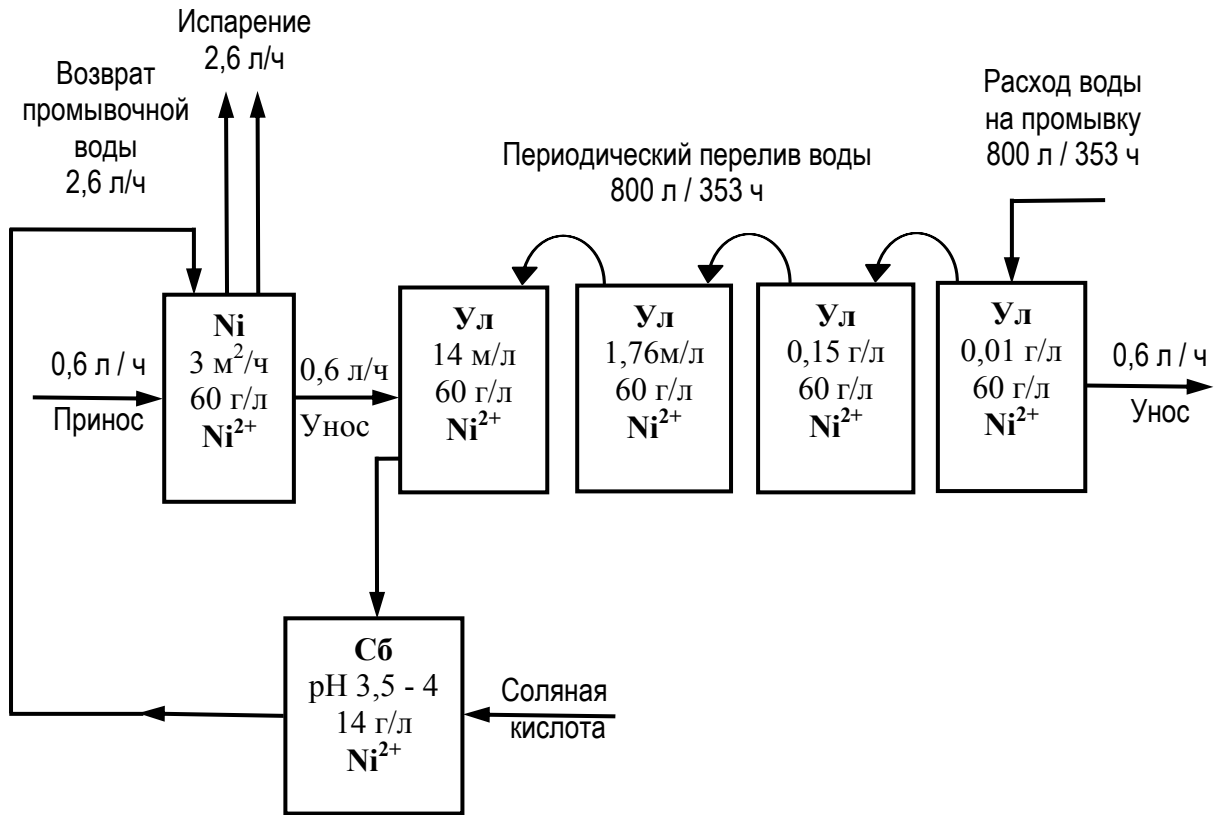 Испарение
2,6 л/ч
Возврат
промывочной
воды
2,6 л/ч
Расход воды
на промывку
800 л / 353 ч
Периодический перелив воды
800 л / 353 ч
0,6 л / ч
Принос
Ni
3 м²/ч
60 г/л
Ni²⁺
0,6 л/ч
Унос
Ул
14 м/л
60 г/л
Ni²⁺
Ул
1,76м/л
60 г/л
Ni²⁺
Ул
0,15 г/л
60 г/л
Ni²⁺
Ул
0,01 г/л
60 г/л
Ni²⁺
0,6 л / ч
Унос
Сб
pH 3,5 - 4
14 г/л
Ni²⁺
Соляная
кислота